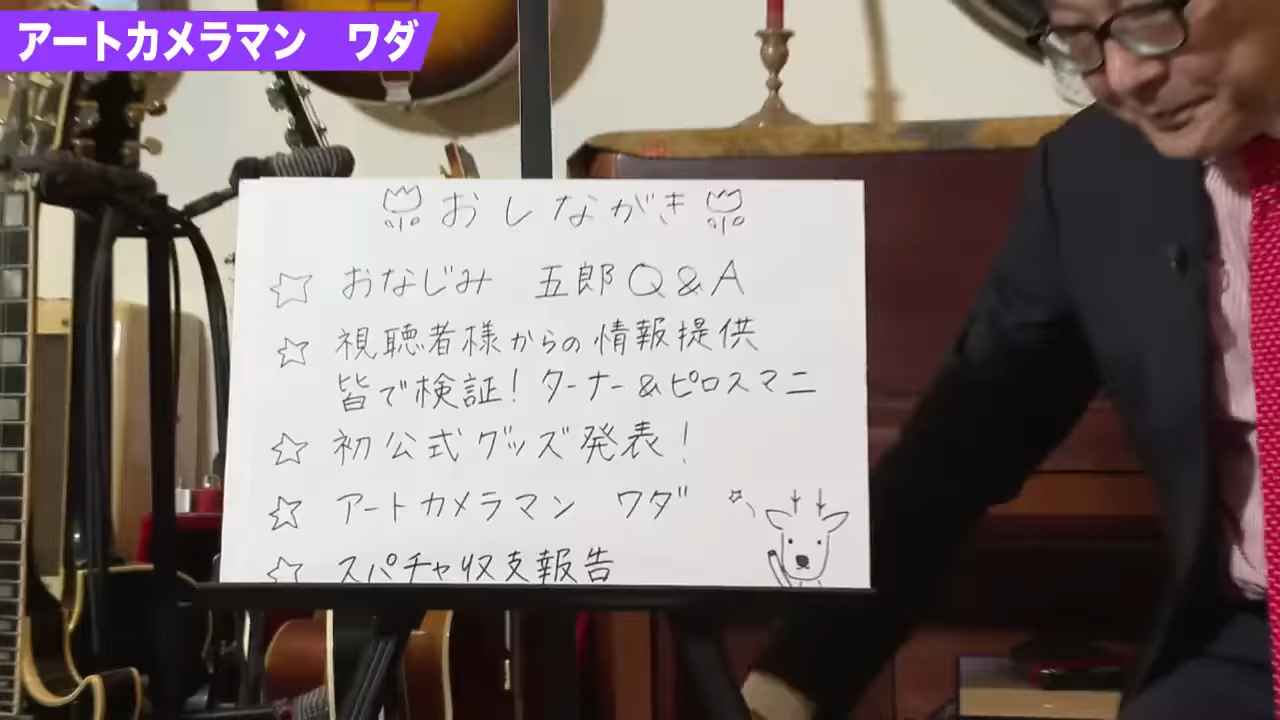 アートカメラマン　ワダ
おしながき
☆ おなじみ　五郎Q&A
☆ 視聴者様からの情報提供
皆で検証！ターナー&ピロスマニ
☆ 初公式グッズ発表！
☆ アートカメラマン　ワダ
☆ スパチャ収支報告